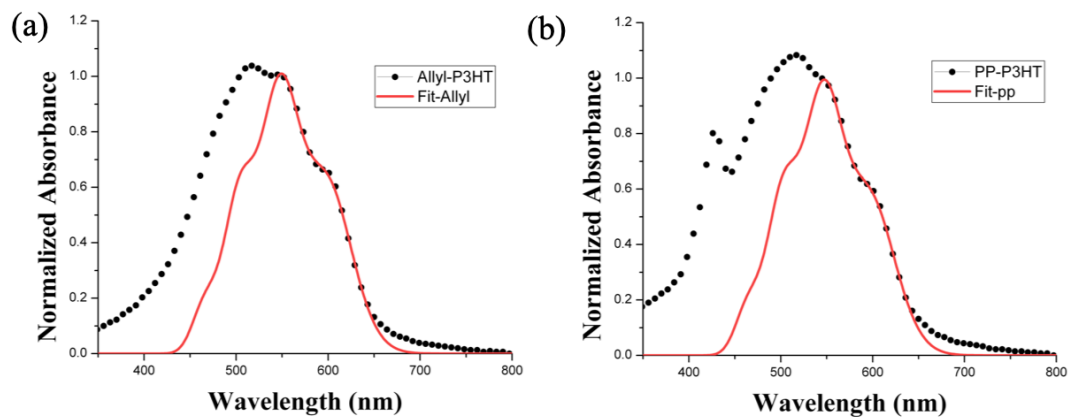 (a)
Normalized Absorbance
1.2
1.0
0.8
0.6
0.4
0.2
0.0
Allyl-P3HT
Fit-Allyl
400 500 600 700 800
Wavelength (nm)
(b)
Normalized Absorbance
1.2
1.0
0.8
0.6
0.4
0.2
0.0
PP-P3HT
Fit-pp
400 500 600 700 800
Wavelength (nm)